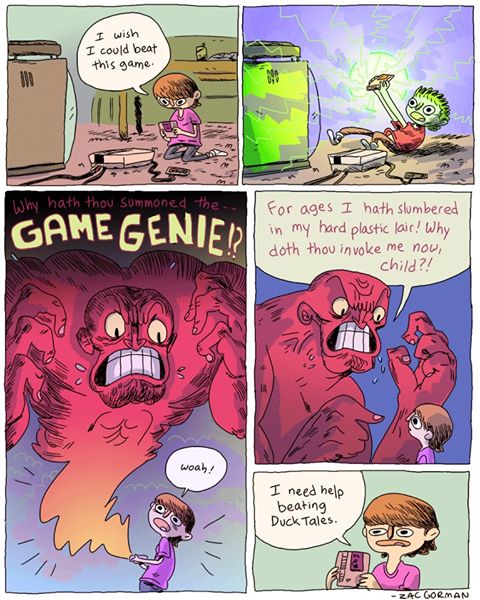 I wish
I could beat
this game.
Why hath thou summoned the --
GAME GENIE!?
woah!
For ages I hath slumbered
in my hard plastic lair! Why
doth thou invoke me now,
child?!
I need help
beating
DuckTales.
-ZAC GORMAN